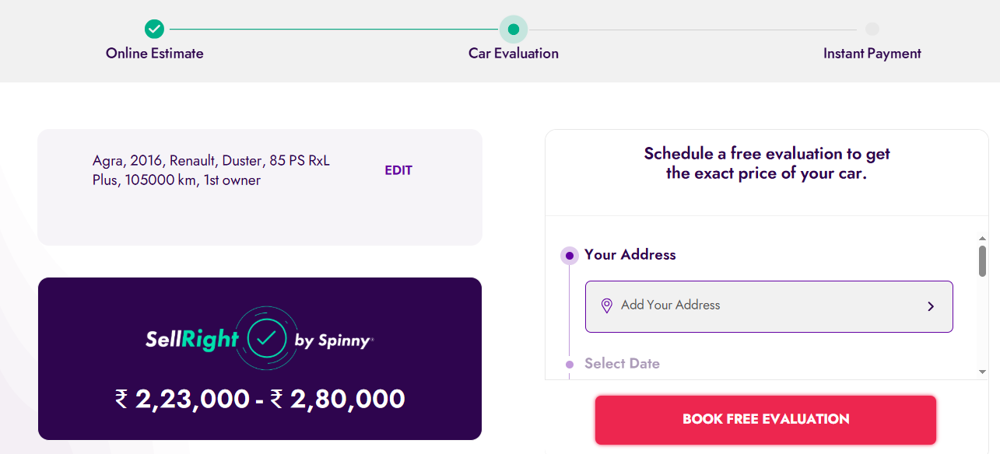 Online Estimate
Car Evaluation
Instant Payment
Agra, 2016, Renault, Duster, 85 PS RxL
Plus, 105000 km, 1st owner
EDIT
SellRight by Spinny
₹ 2,23,000 - ₹ 2,80,000
Schedule a free evaluation to get
the exact price of your car.
Your Address
Add Your Address
Select Date
BOOK FREE EVALUATION